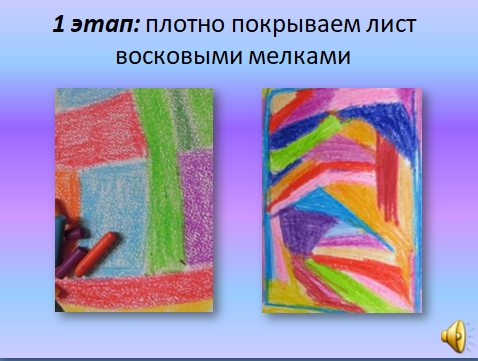 1 этап: плотно покрываем лист
восковыми мелками